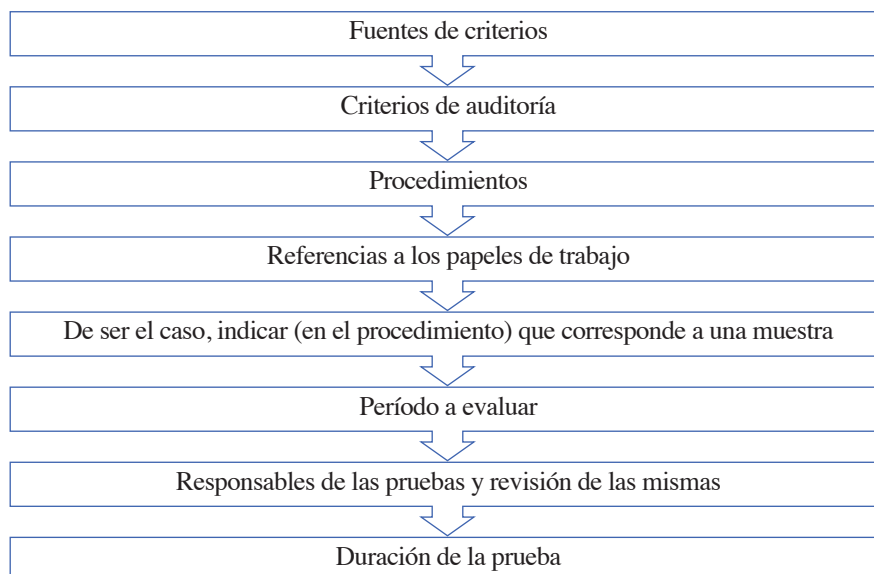 Fuentes de criterios
Criterios de auditoría
Procedimientos
Referencias a los papeles de trabajo
De ser el caso, indicar (en el procedimiento) que corresponde a una muestra
Período a evaluar
Responsables de las pruebas y revisión de las mismas
Duración de la prueba